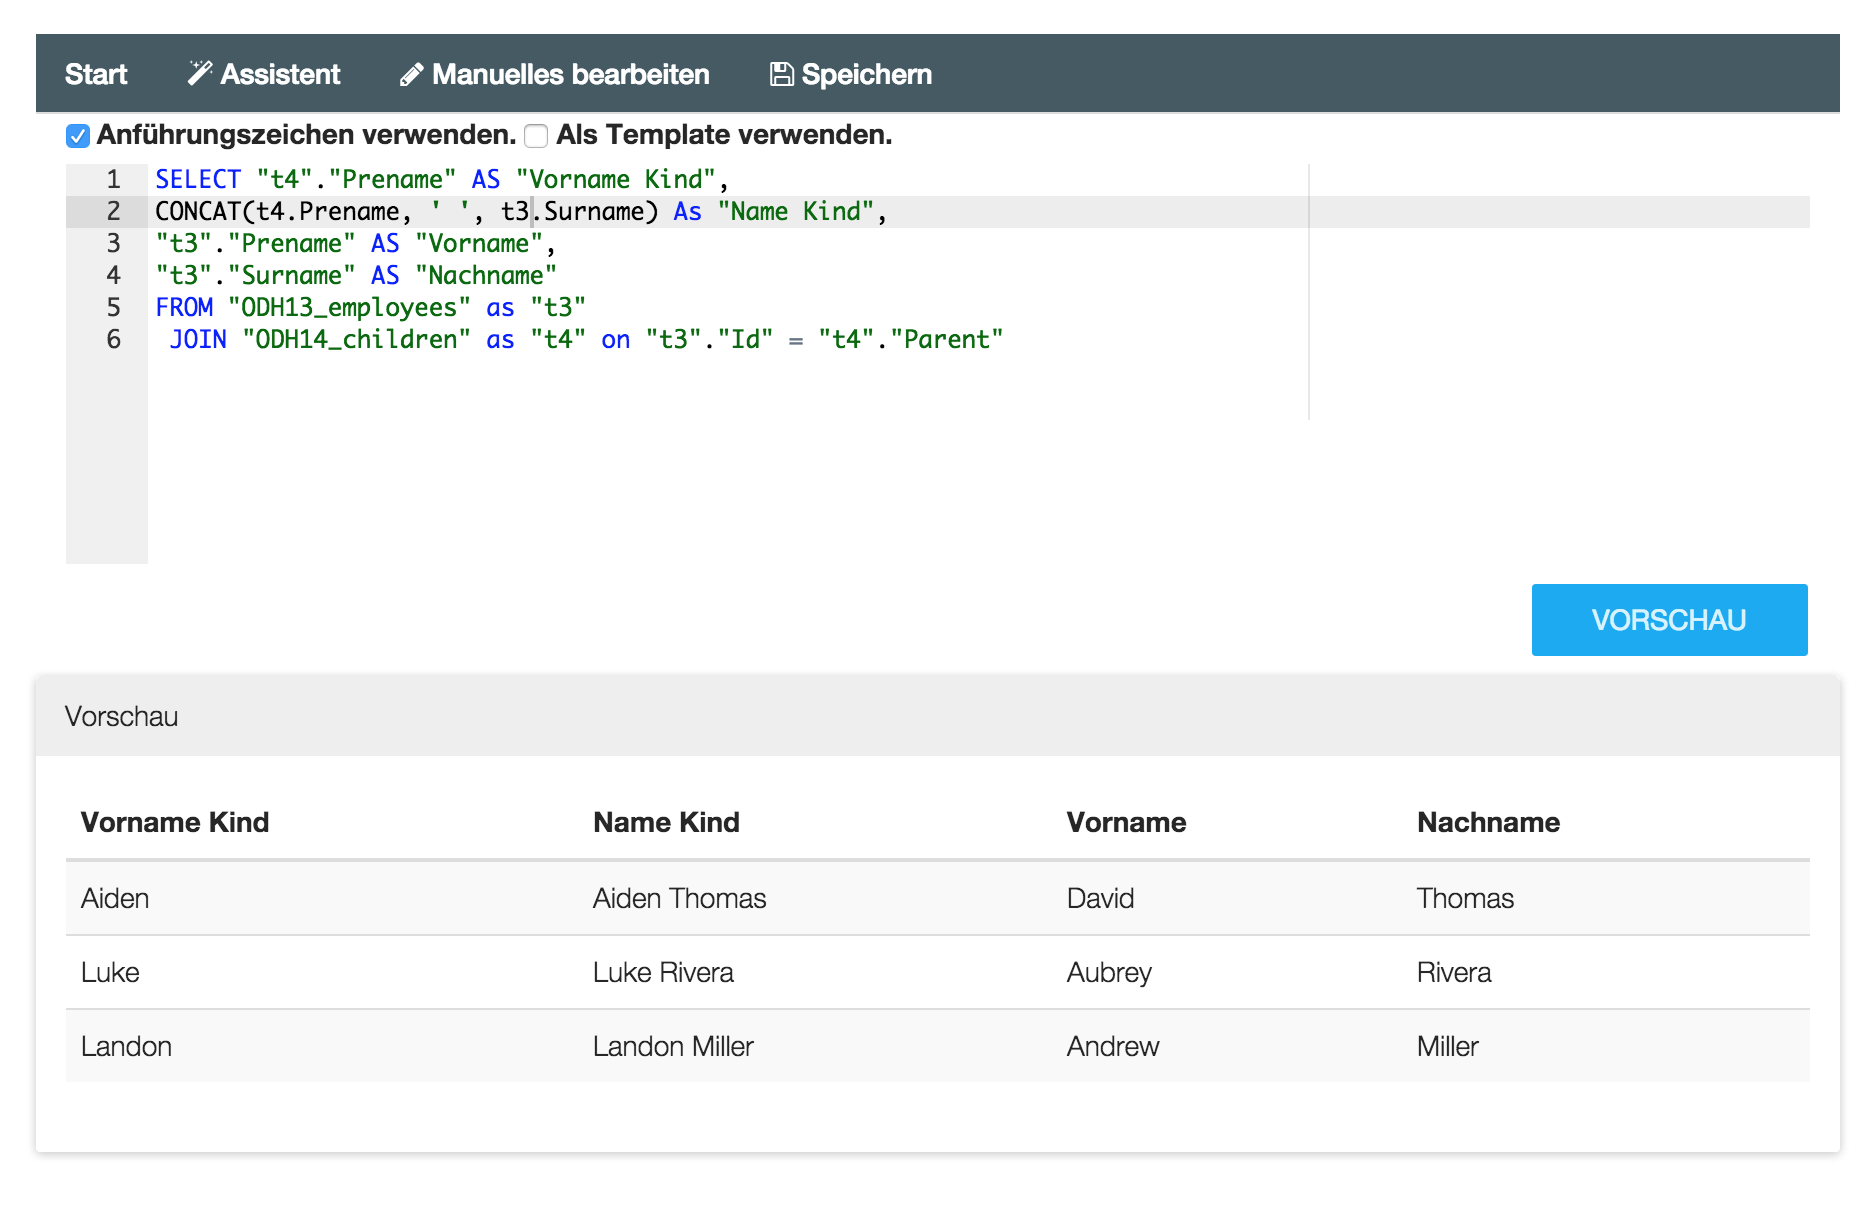 Start Assistent Manuelles bearbeiten Speichern
Anführungszeichen verwenden. Als Template verwenden.
1 SELECT "t4"."Prename" AS "Vorname Kind",
2 CONCAT(t4.Prename, ' ', t3.Surname) As "Name Kind",
3 "t3"."Prename" AS "Vorname",
4 "t3"."Surname" AS "Nachname"
5 FROM "ODH13_employees" as "t3"
6 JOIN "ODH14_children" as "t4" on "t3"."Id" = "t4"."Parent"
VORSCHAU
Vorschau
Vorname Kind Name Kind Vorname Nachname
Aiden Aiden Thomas David Thomas
Luke Luke Rivera Aubrey Rivera
Landon Landon Miller Andrew Miller